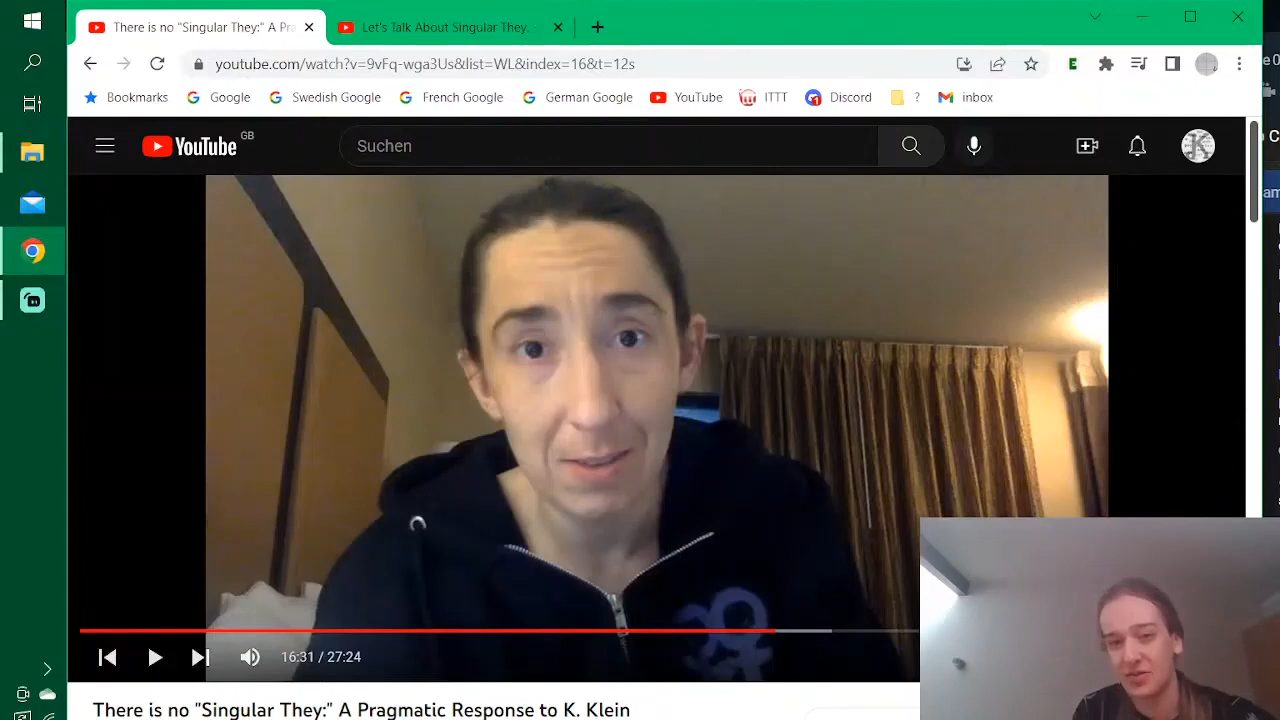 There is no "Singular They:" A Pra
Let's Talk About Singular They. -
youtube.com/watch?v=9vFq-wga3Us&list=WL&index=16&t=12s
Bookmarks Google Swedish Google French Google German Google YouTube ITTT Discord ? inbox
YouTube GB
Suchen
K
16:31 / 27:24
There is no "Singular They:" A Pragmatic Response to K. Klein